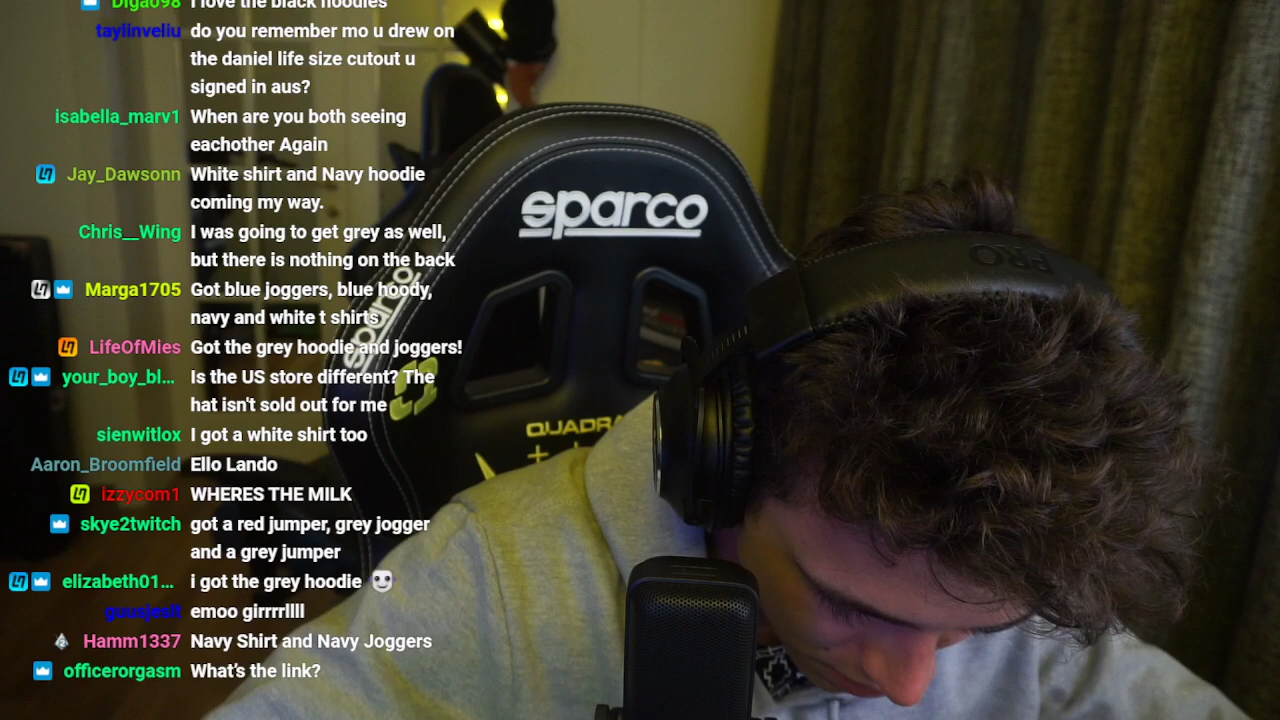 Digao98 I love the black hoodies
taylinveliu do you remember mo u drew on
the daniel life size cutout u
signed in aus?
isabella_marv1 When are you both seeing
eachother Again
Jay_Dawsonn White shirt and Navy hoodie
coming my way.
Chris__Wing I was going to get grey as well,
but there is nothing on the back
Marga1705 Got blue joggers, blue hoody,
navy and white t shirts
LifeOfMies Got the grey hoodie and joggers!
your_boy_bl... Is the US store different? The
hat isn't sold out for me
sienwitlox I got a white shirt too
Aaron_Broomfield Ello Lando
izzycom1 WHERES THE MILK
skye2twitch got a red jumper, grey jogger
and a grey jumper
elizabeth01... i got the grey hoodie
guusjeslt emoo girrrrllll
Hamm1337 Navy Shirt and Navy Joggers
officerorgasm What's the link?
sparco
sparco
QUADRA
PRO